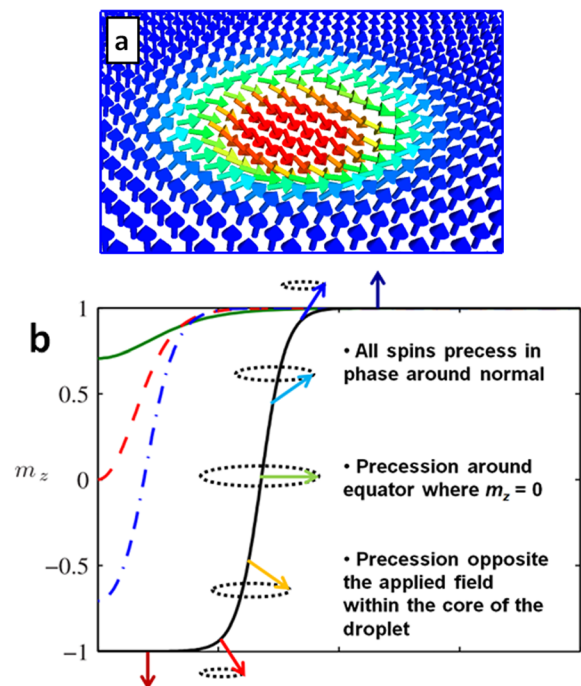 a
b
1
0.5
0
−0.5
−1
m z
• All spins precess in
phase around normal
• Precession around
equator where mz = 0
• Precession opposite
the applied field
within the core of the
droplet